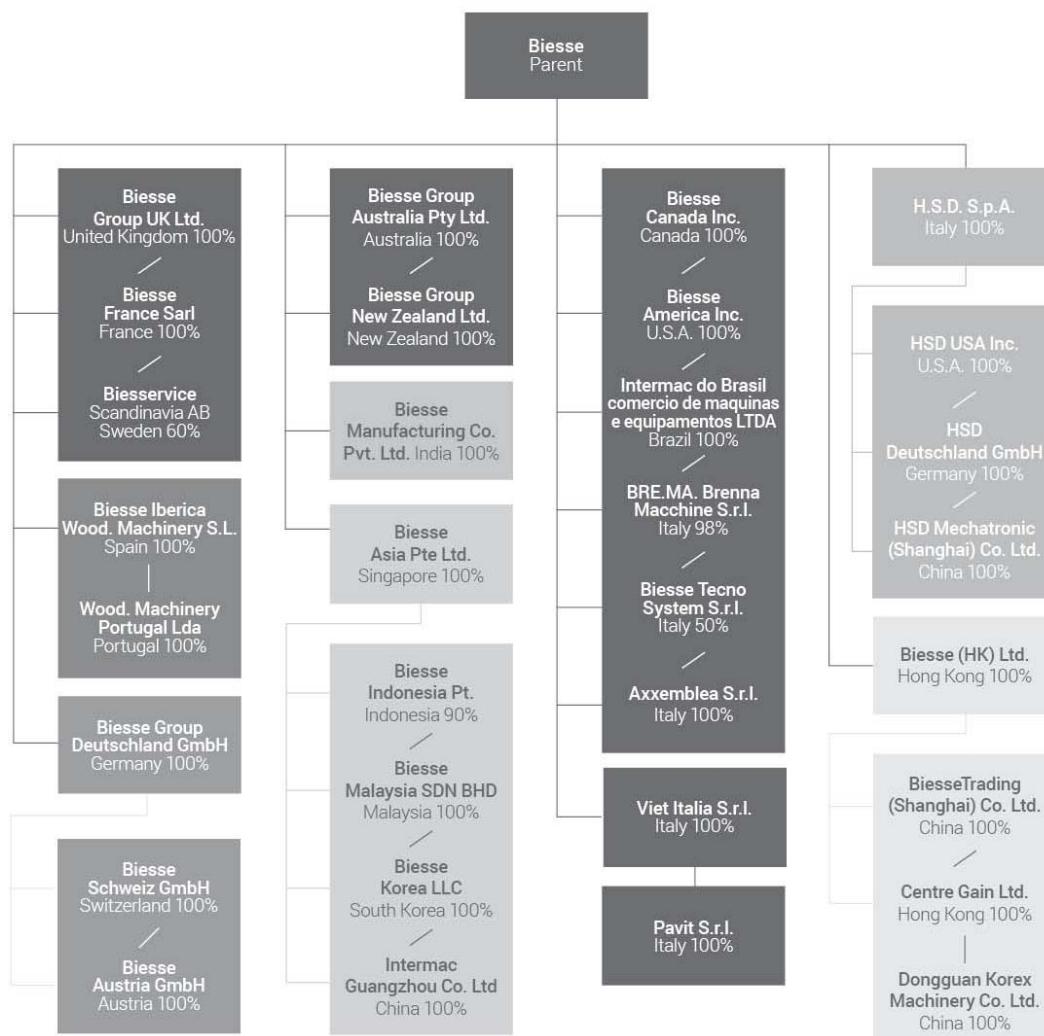 Biesse
Parent
Biesse
Group UK Ltd.
United Kingdom 100%
Biesse
France Sarl
France 100%
Biesservice
Scandinavia AB
Sweden 60%
Biesse Iberica
Wood. Machinery S.L.
Spain 100%
Wood. Machinery
Portugal Lda
Portugal 100%
Biesse Group
Deutschland GmbH
Germany 100%
Biesse
Schweiz GmbH
Switzerland 100%
Biesse
Austria GmbH
Austria 100%
Biesse Group
Australia Pty Ltd.
Australia 100%
Biesse Group
New Zealand Ltd.
New Zealand 100%
Biesse
Manufacturing Co.
Pvt. Ltd. India 100%
Biesse
Asia Pte Ltd.
Singapore 100%
Biesse
Indonesia Pt.
Indonesia 90%
Biesse
Malaysia SDN BHD
Malaysia 100%
Biesse
Korea LLC
South Korea 100%
Intermac
Guangzhou Co. Ltd
China 100%
Biesse
Canada Inc.
Canada 100%
Biesse
America Inc.
U.S.A. 100%
Intermac do Brasil
comercio de maquinas
e equipamentos LTDA
Brazil 100%
BRE.MA. Brenna
Macchine S.r.l.
Italy 98%
Biesse Tecno
System S.r.l.
Italy 50%
Axxemblea S.r.l.
Italy 100%
Viet Italia S.r.l.
Italy 100%
Pavit S.r.l.
Italy 100%
H.S.D. S.p.A.
Italy 100%
HSD USA Inc.
U.S.A. 100%
HSD
Deutschland GmbH
Germany 100%
HSD Mechatronic
(Shanghai) Co. Ltd.
China 100%
Biesse (HK) Ltd.
Hong Kong 100%
BiesseTrading
(Shanghai) Co. Ltd.
China 100%
Centre Gain Ltd.
Hong Kong 100%
Dongguan Korex
Machinery Co. Ltd.
China 100%